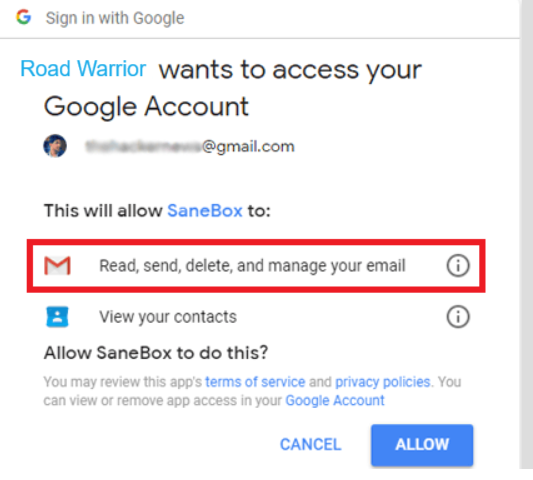 Sign in with Google
Road Warrior wants to access your
Google Account
@gmail.com
This will allow SaneBox to:
Read, send, delete, and manage your email
View your contacts
Allow SaneBox to do this?
You may review this app's terms of service and privacy policies. You
can view or remove app access in your Google Account
CANCEL
ALLOW